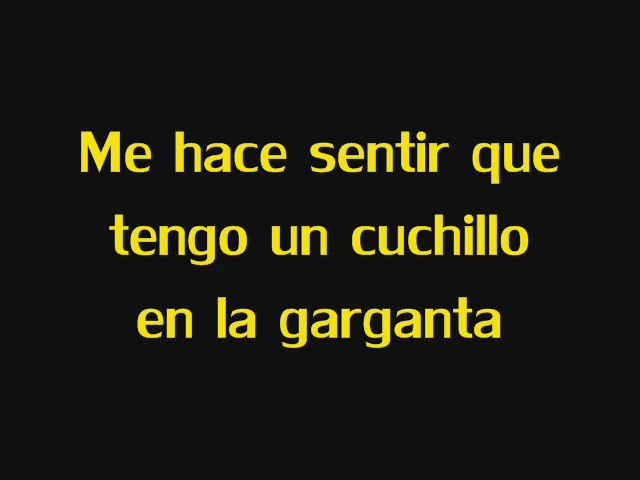 Me hace sentir que
tengo un cuchillo
en la garganta